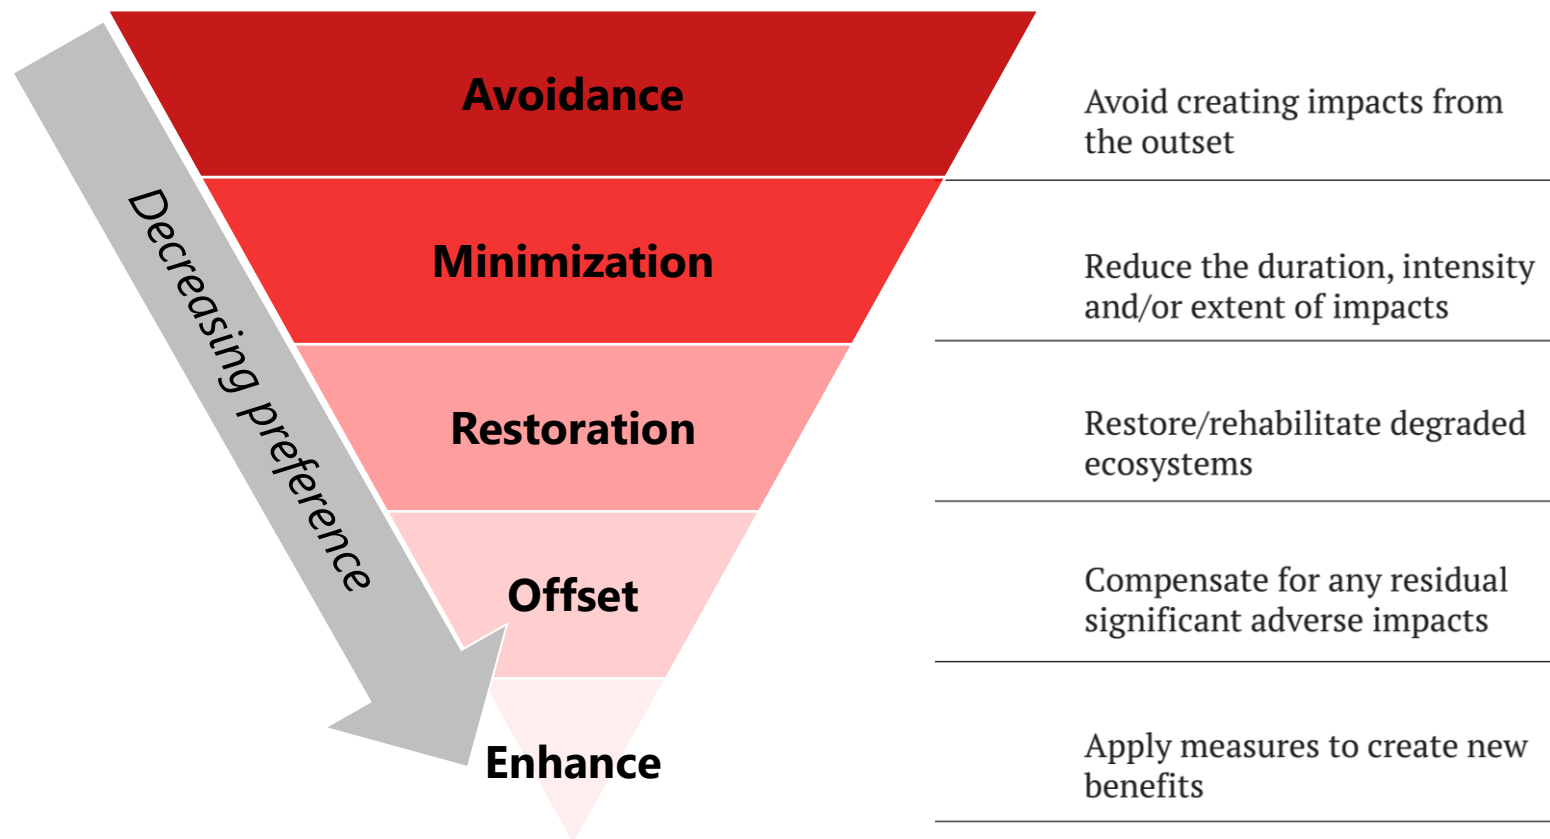 Avoidance
Avoid creating impacts from
the outset
Decreasing preference
Minimization
Reduce the duration, intensity
and/or extent of impacts
Restoration
Restore/rehabilitate degraded
ecosystems
Offset
Compensate for any residual
significant adverse impacts
Enhance
Apply measures to create new
benefits